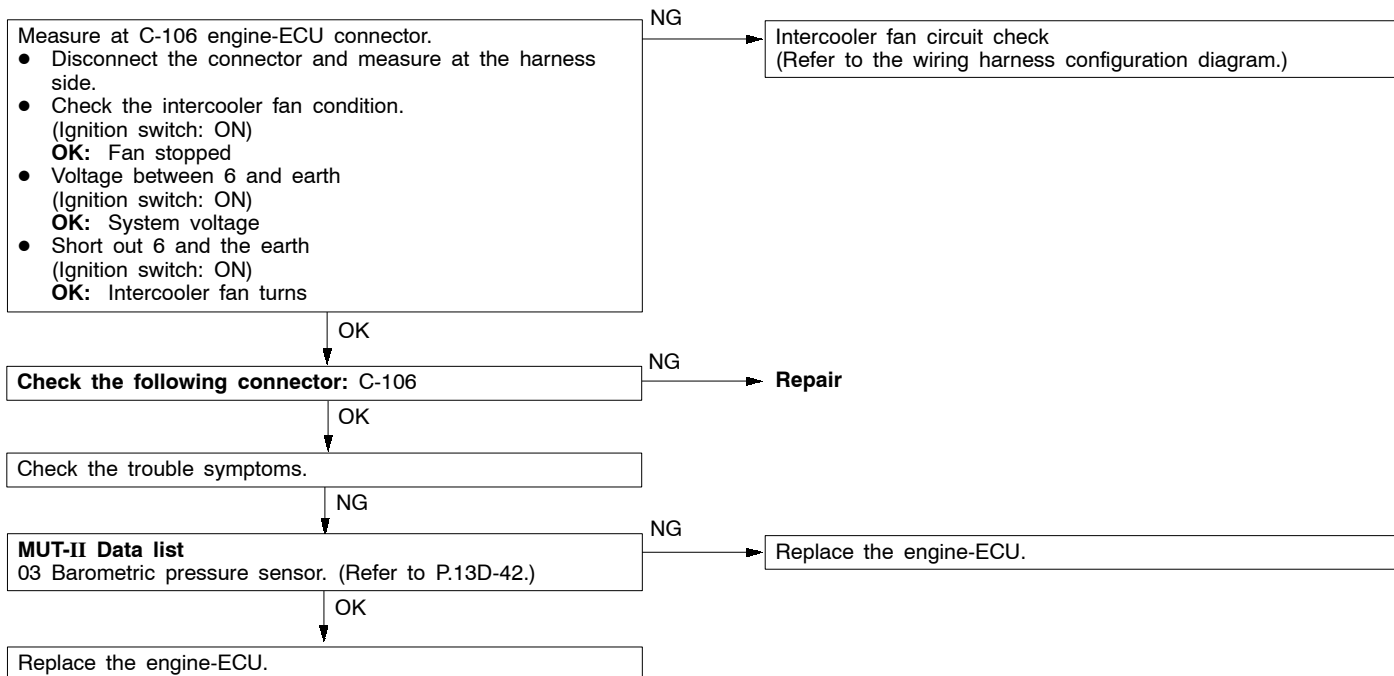 Measure at C-106 engine-ECU connector.
● Disconnect the connector and measure at the harness
side.
● Check the intercooler fan condition.
(Ignition switch: ON)
OK: Fan stopped
● Voltage between 6 and earth
(Ignition switch: ON)
OK: System voltage
● Short out 6 and the earth
(Ignition switch: ON)
OK: Intercooler fan turns
NG
Intercooler fan circuit check
(Refer to the wiring harness configuration diagram.)
OK
Check the following connector: C-106
NG
Repair
OK
Check the trouble symptoms.
NG
MUT-II Data list
03 Barometric pressure sensor. (Refer to P.13D-42.)
NG
Replace the engine-ECU.
OK
Replace the engine-ECU.